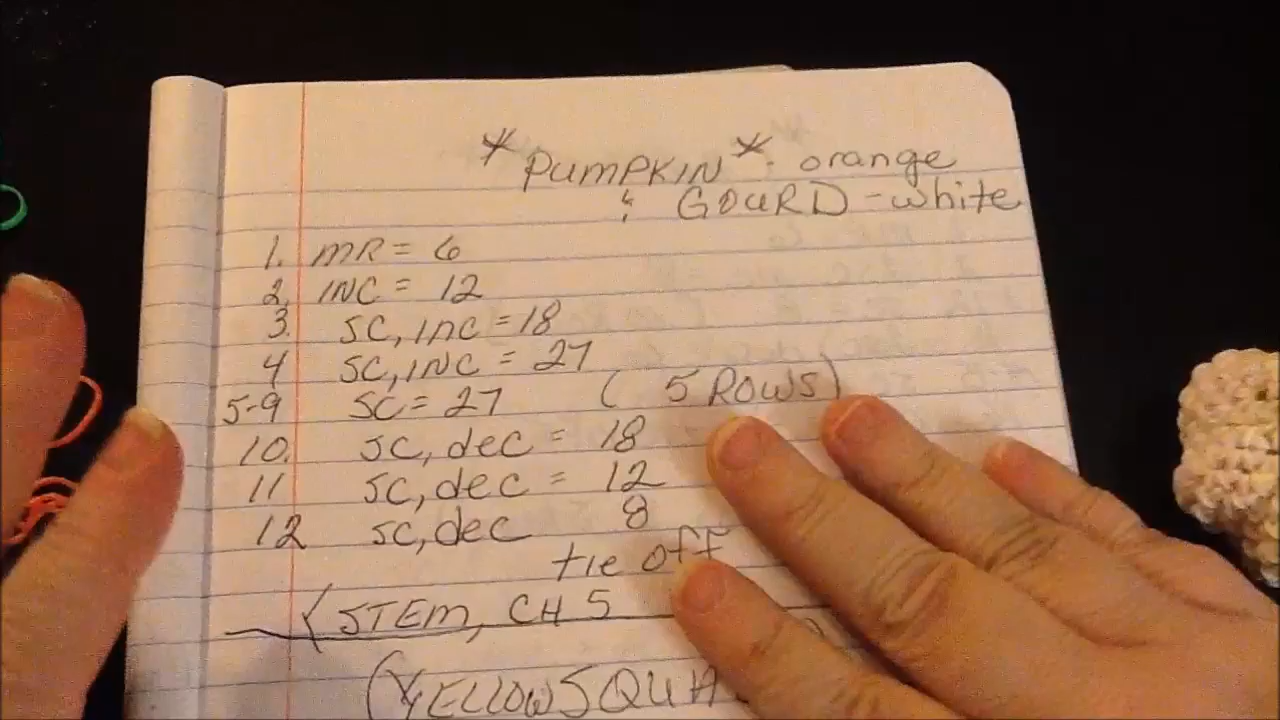 *PUMPKIN* - orange
& GOURD - white
1. MR = 6
2. INC = 12
3. SC, inc = 18
4 SC, INC = 27
5-9 SC = 27 ( 5 ROWS)
10. SC, dec = 18
11 SC, dec = 12
12 SC, dec 8
tie off
(STEM, CH 5
(YELLOW